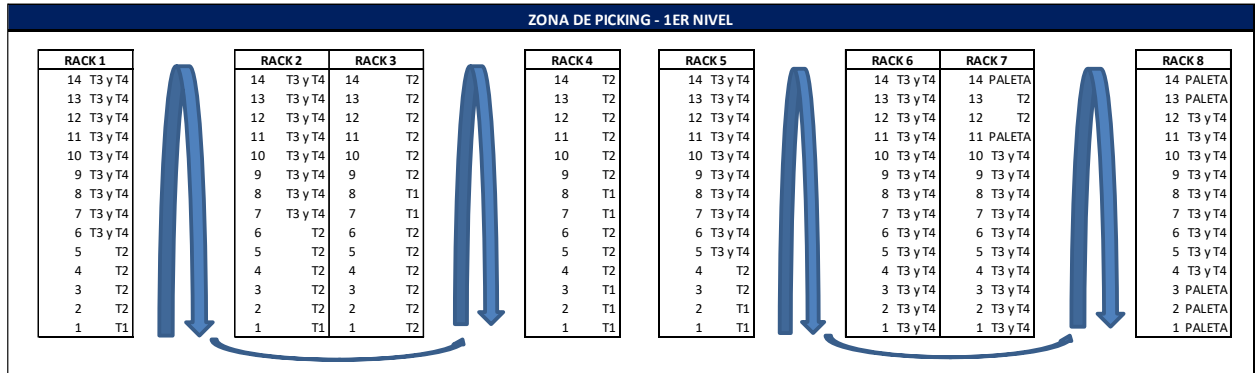 ZONA DE PICKING - 1ER NIVEL
RACK 1 RACK 2 RACK 3 RACK 4 RACK 5 RACK 6 RACK 7 RACK 8
14 T3 y T4 14 T3 y T4 14 T2 14 T2 14 T3 y T4 14 T3 y T4 14 PALETA 14 PALETA
13 T3 y T4 13 T3 y T4 13 T2 13 T2 13 T3 y T4 13 T3 y T4 13 T2 13 PALETA
12 T3 y T4 12 T3 y T4 12 T2 12 T2 12 T3 y T4 12 T3 y T4 12 T2 12 T3 y T4
11 T3 y T4 11 T3 y T4 11 T2 11 T2 11 T3 y T4 11 T3 y T4 11 PALETA 11 T3 y T4
10 T3 y T4 10 T3 y T4 10 T2 10 T2 10 T3 y T4 10 T3 y T4 10 T3 y T4 10 T3 y T4
9 T3 y T4 9 T3 y T4 9 T2 9 T2 9 T3 y T4 9 T3 y T4 9 T3 y T4 9 T3 y T4
8 T3 y T4 8 T3 y T4 8 T1 8 T1 8 T3 y T4 8 T3 y T4 8 T3 y T4 8 T3 y T4
7 T3 y T4 7 T3 y T4 7 T1 7 T1 7 T3 y T4 7 T3 y T4 7 T3 y T4 7 T3 y T4
6 T3 y T4 6 T2 6 T2 6 T2 6 T3 y T4 6 T3 y T4 6 T3 y T4 6 T3 y T4
5 T2 5 T2 5 T2 5 T2 5 T3 y T4 5 T3 y T4 5 T3 y T4 5 T3 y T4
4 T2 4 T2 4 T2 4 T2 4 T2 4 T3 y T4 4 T3 y T4 4 T3 y T4
3 T2 3 T2 3 T2 3 T1 3 T2 3 T3 y T4 3 T3 y T4 3 PALETA
2 T2 2 T2 2 T2 2 T1 2 T1 2 T3 y T4 2 T3 y T4 2 PALETA
1 T1 1 T1 1 T2 1 T1 1 T1 1 T3 y T4 1 T3 y T4 1 PALETA